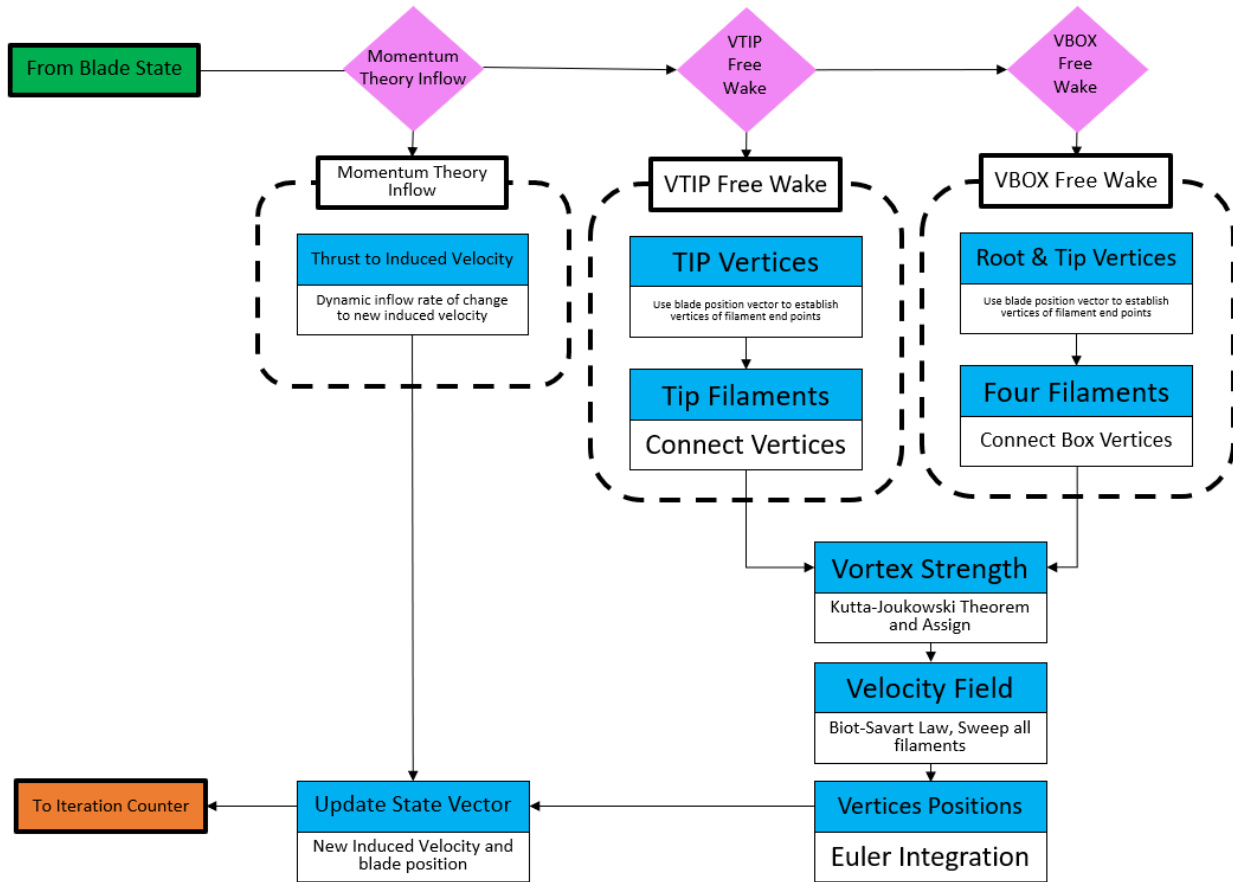 From Blade State
Momentum
Theory Inflow
VTIP
Free
Wake
VBOX
Free
Wake
Momentum Theory
Inflow
VTIP Free Wake
VBOX Free Wake
Thrust to Induced Velocity
Dynamic inflow rate of change
to new induced velocity
TIP Vertices
Use blade position vector to establish
vertices of filament end points
Root & Tip Vertices
Use blade position vector to establish
vertices of filament end points
Tip Filaments
Connect Vertices
Four Filaments
Connect Box Vertices
Vortex Strength
Kutta-Joukowski Theorem
and Assign
Velocity Field
Biot-Savart Law, Sweep all
filaments
To Iteration Counter
Update State Vector
New Induced Velocity and
blade position
Vertices Positions
Euler Integration